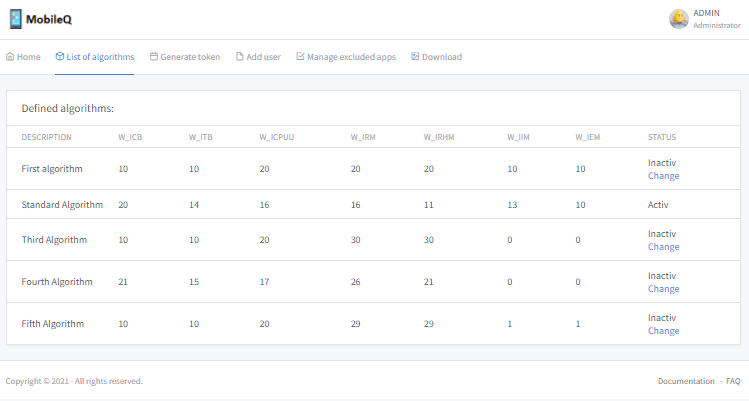 MobileQ
ADMIN
Administrator
Home List of algorithms Generate token Add user Manage excluded apps Download
Defined algorithms:
DESCRIPTION W_ICB W_ITB W_ICPUU W_IRM W_IRHM W_IIM W_IEM STATUS
First algorithm 10 10 20 20 20 10 10 Inactiv
Change
Standard Algorithm 20 14 16 16 11 13 10 Activ
Third Algorithm 10 10 20 30 30 0 0 Inactiv
Change
Fourth Algorithm 21 15 17 26 21 0 0 Inactiv
Change
Fifth Algorithm 10 10 20 29 29 1 1 Inactiv
Change
Copyright © 2021 - All rights reserved. Documentation - FAQ